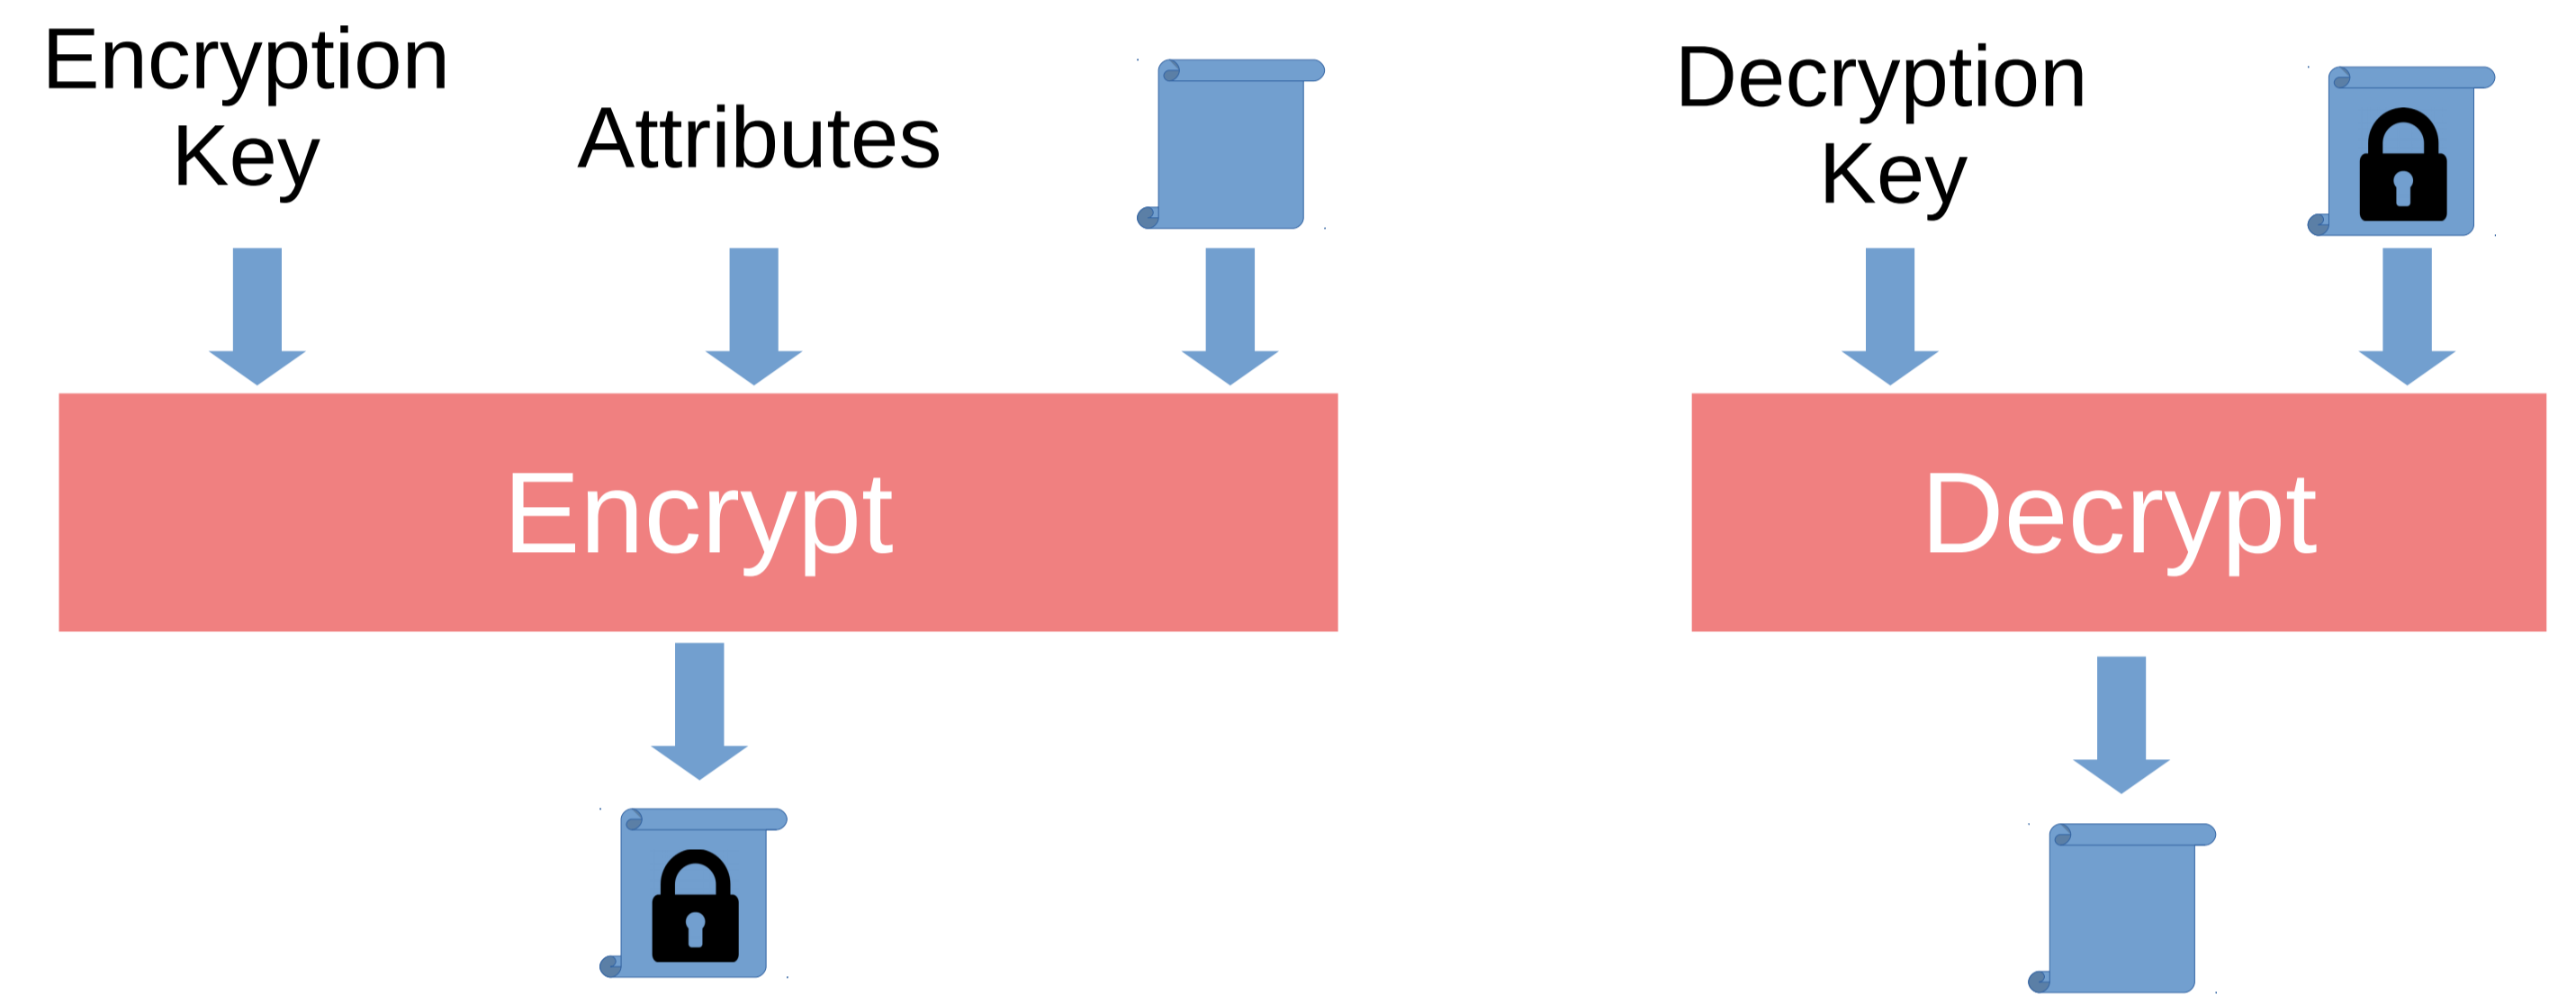 Encryption
Key
Attributes
Decryption
Key
Encrypt
Decrypt